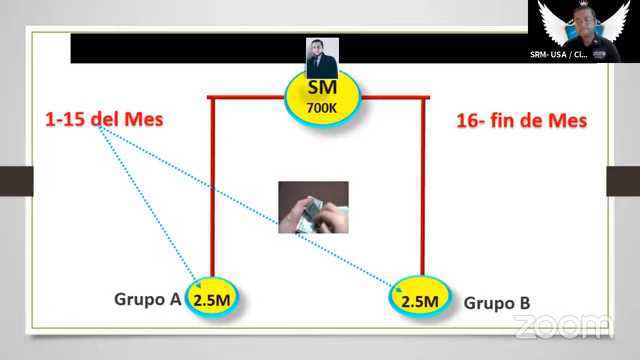 SRM- USA / Cl...
SM
700K
1-15 del Mes
16- fin de Mes
Grupo A
2.5M
2.5M
Grupo B
zoom